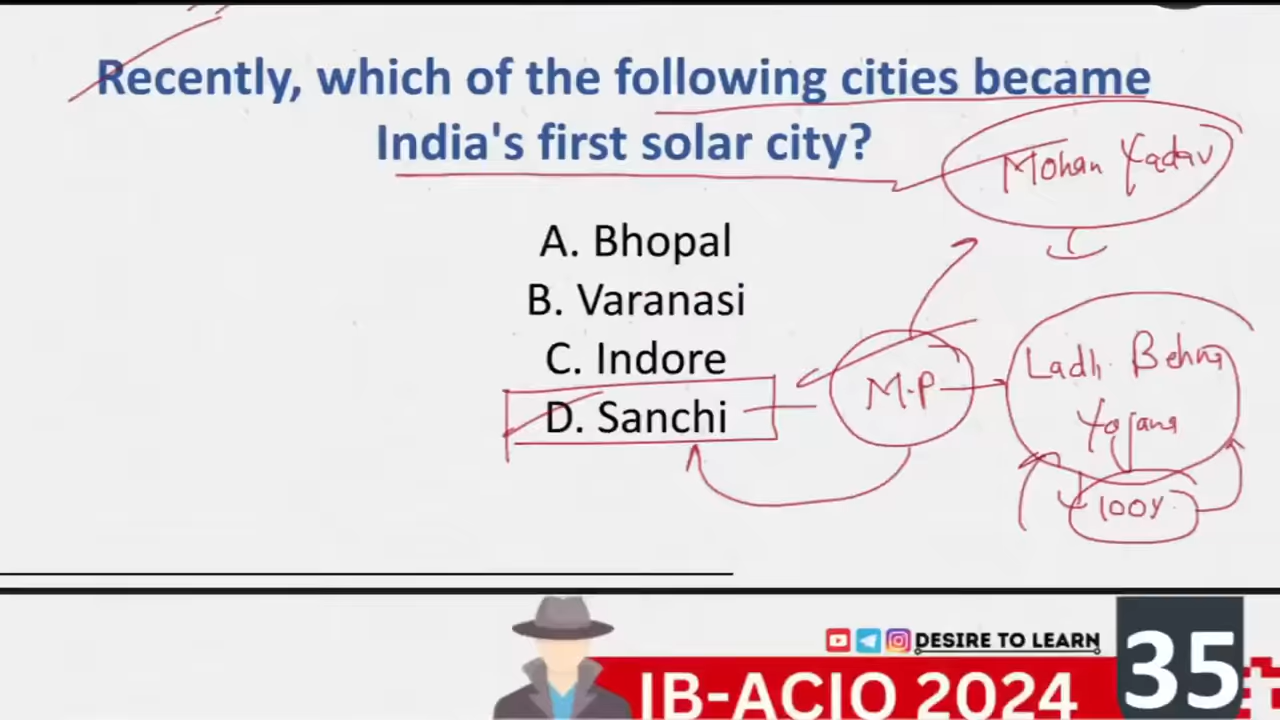 Recently, which of the following cities became
India's first solar city?
Mohan Yadav
A. Bhopal
B. Varanasi
C. Indore
D. Sanchi
M.P
Ladli Behna
Yojana
DESIRE TO LEARN
35
IB-ACIO 2024